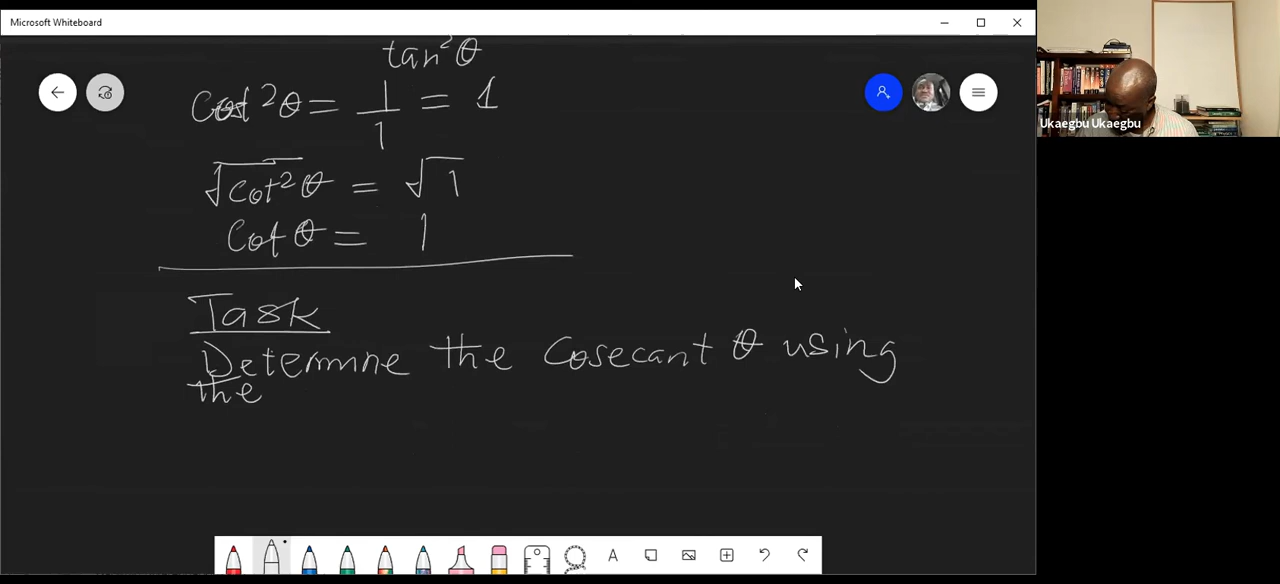 Microsoft Whiteboard
tan²θ
Cot²θ = 1/1 = 1
√Cot²θ = √1
Cot θ = 1
Task
Determine the Cosecant θ using
the
Ukaegbu Ukaegbu
A